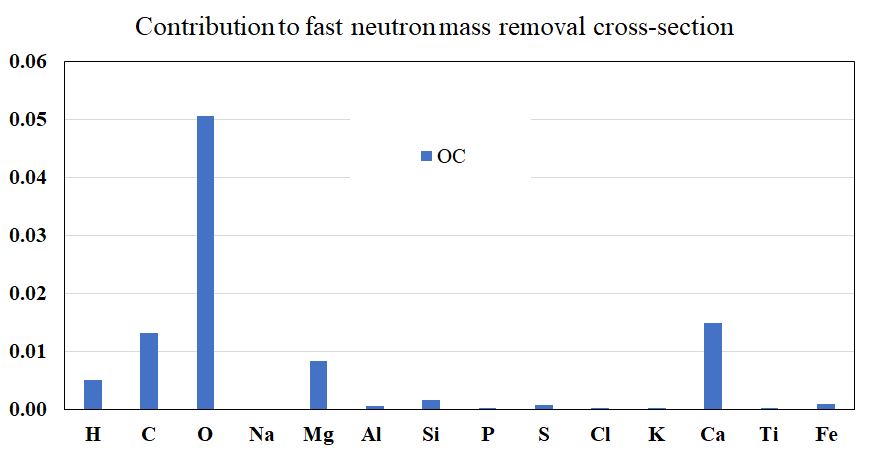 Contribution to fast neutron mass removal cross-section
0.06
0.05
OC
0.04
0.03
0.02
0.01
0.00
H C O Na Mg Al Si P S Cl K Ca Ti Fe